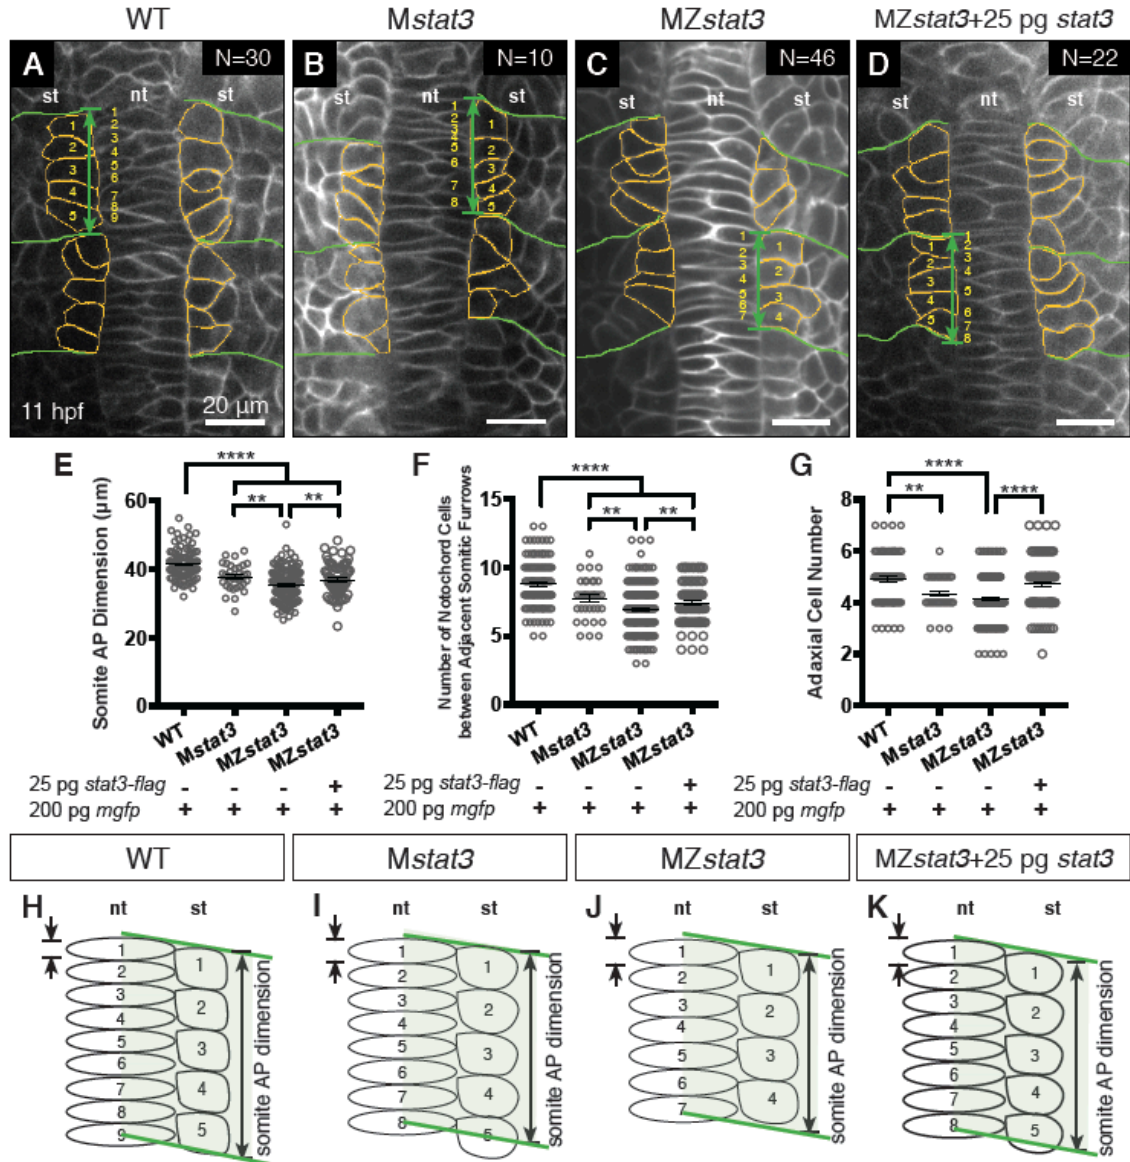 WT Mstat3 MZstat3 MZstat3+25 pg stat3
A N=30 B N=10 C N=46 D N=22
st nt st st nt st st nt st st nt st
1 2 3 4 5
1 2 3 4 5 6 7 8 9
1 2 3 4 5 6 7 8
1 2 3 4 5
1 2 3 4 5 6 7
1 2 3 4
1 2 3 4 5
1 2 3 4 5 6 7 8
11 hpf 20 μm
E
**** ** **
Somite AP Dimension (μm)
60
40
20
0
WT Mstat3 MZstat3 MZstat3
25 pg stat3-flag - - - +
200 pg mgfp + + + +
F
**** ** **
Number of Notochord Cells
between Adjacent Somitic Furrows
15
10
5
0
WT Mstat3 MZstat3 MZstat3
25 pg stat3-flag - - - +
200 pg mgfp + + + +
G
**** ** ****
Adaxial Cell Number
8
6
4
2
0
WT Mstat3 MZstat3 MZstat3
25 pg stat3-flag - - - +
200 pg mgfp + + + +
WT Mstat3 MZstat3 MZstat3+25 pg stat3
H nt st
1 2 3 4 5 6 7 8 9
1 2 3 4 5
somite AP dimension
I nt st
1 2 3 4 5 6 7 8
1 2 3 4 5
somite AP dimension
J nt st
1 2 3 4 5 6 7
1 2 3 4
somite AP dimension
K nt st
1 2 3 4 5 6 7 8
1 2 3 4 5
somite AP dimension